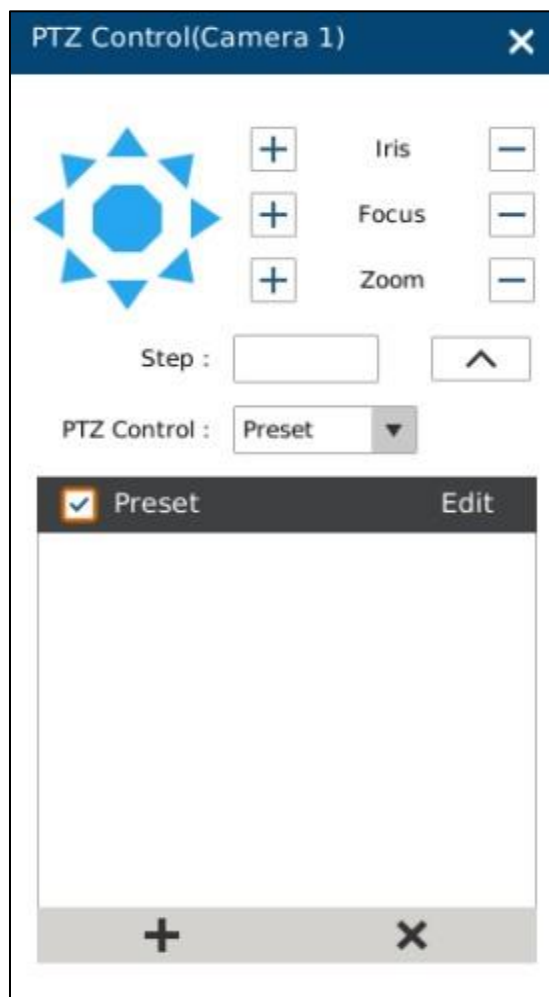 PTZ Control(Camera 1)
Iris
Focus
Zoom
Step :
PTZ Control : Preset
Preset Edit